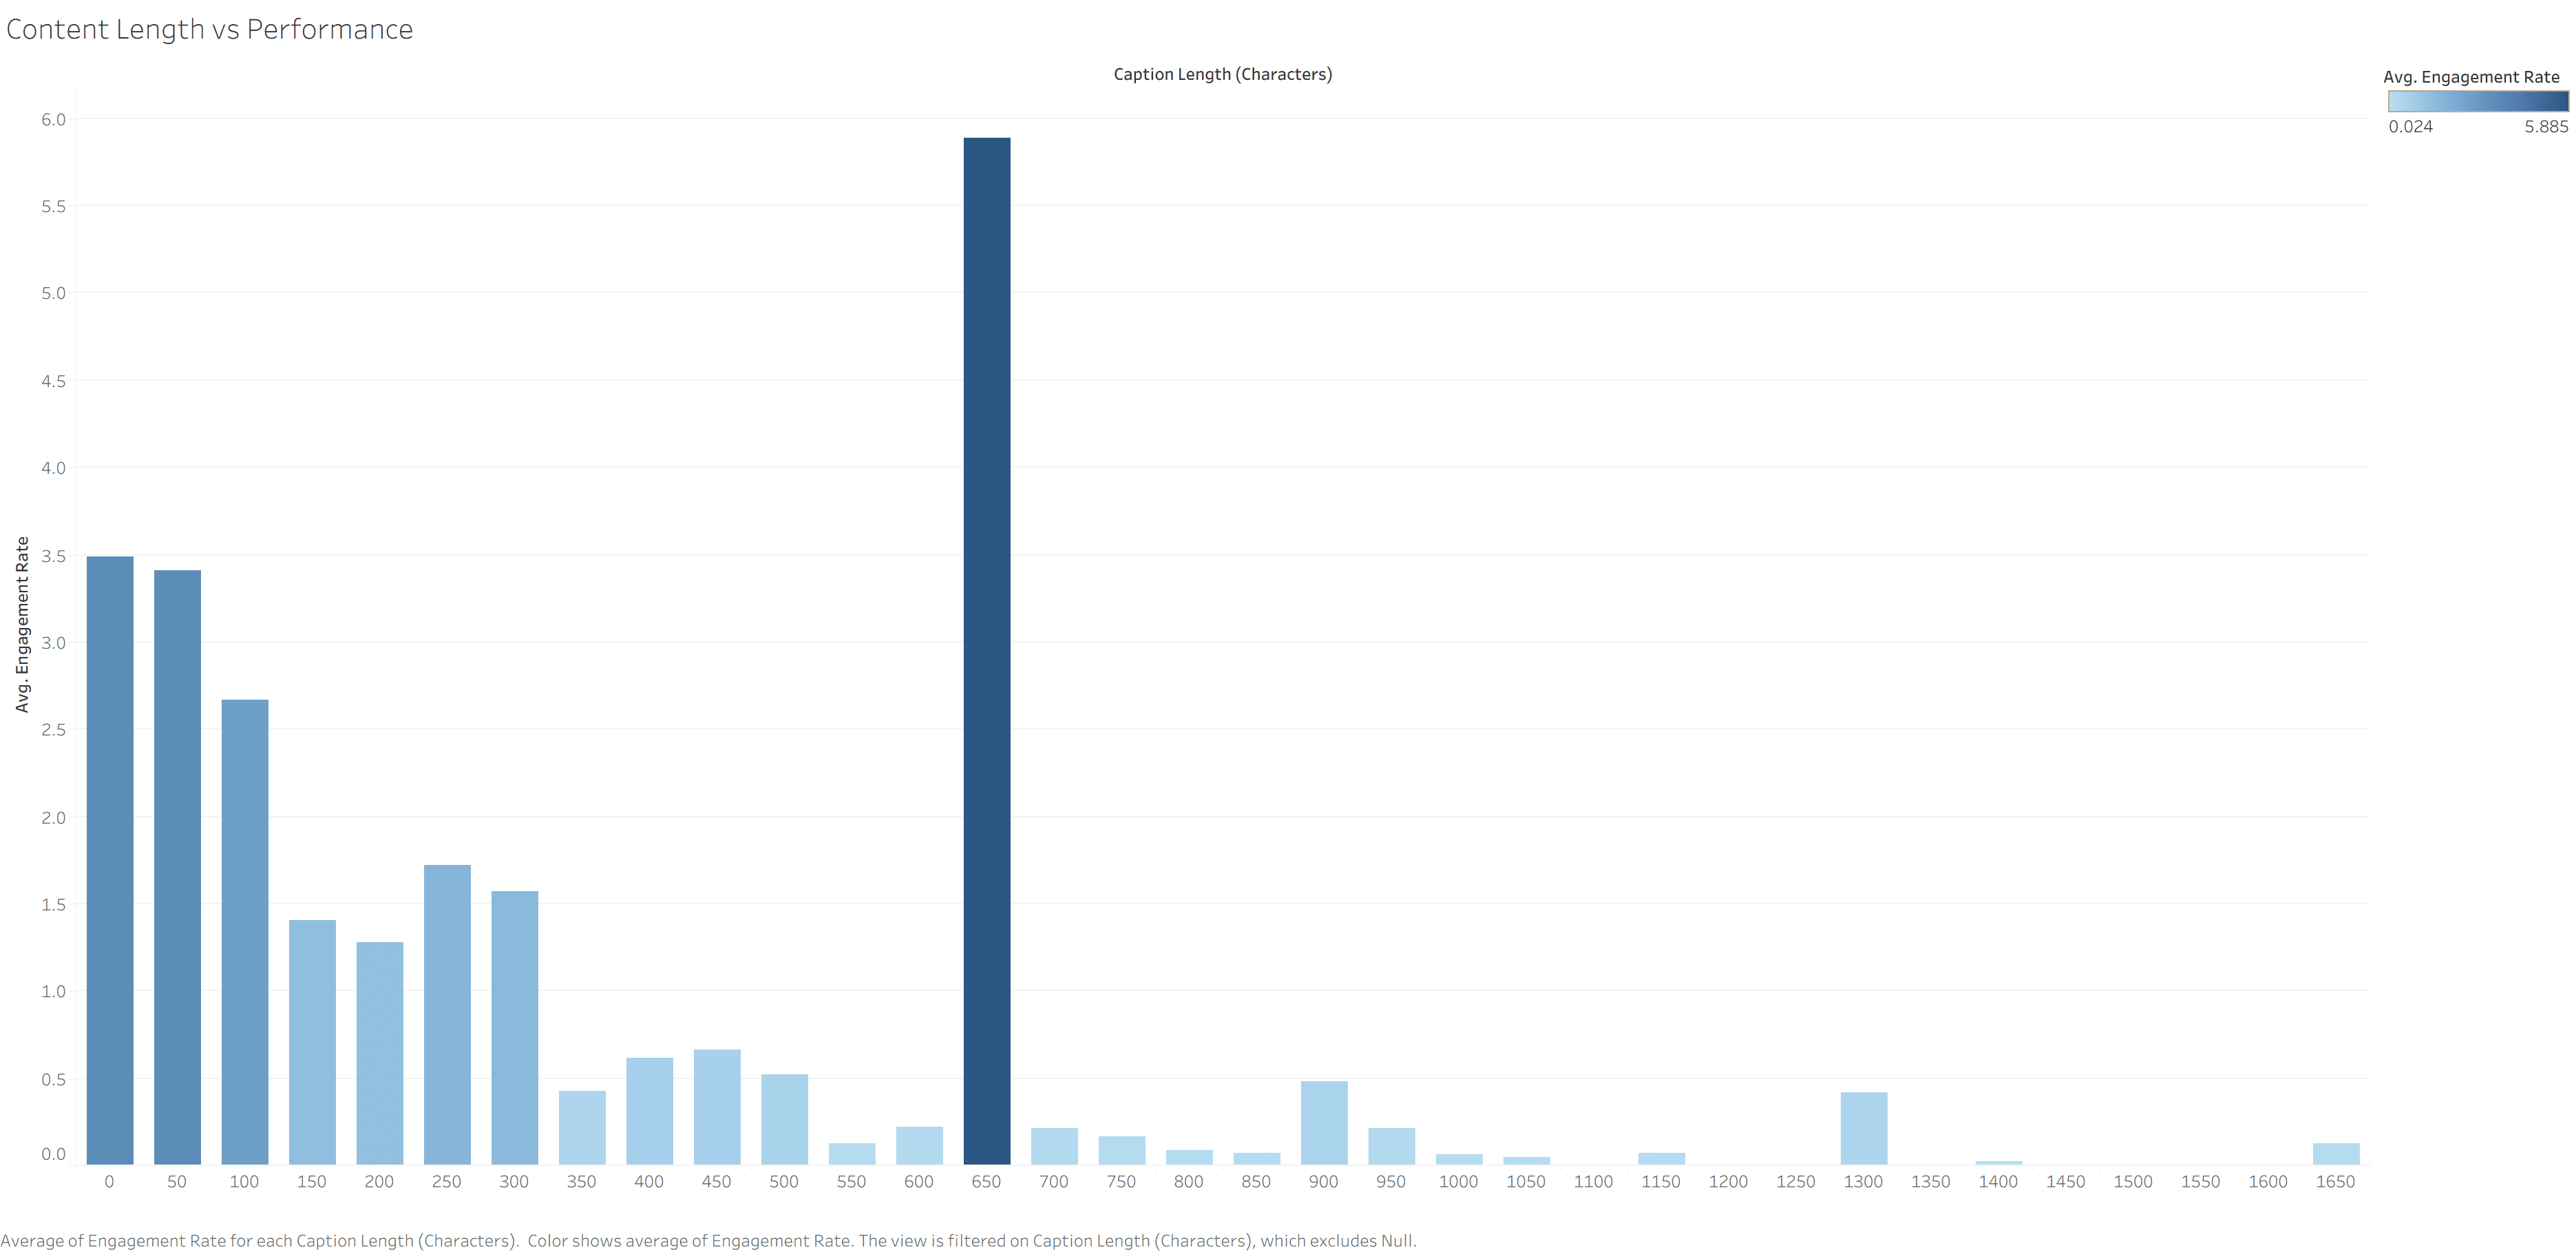 Content Length vs Performance
Caption Length (Characters)
Avg. Engagement Rate
0.024 5.885
6.0
5.5
5.0
4.5
4.0
3.5
3.0
2.5
2.0
1.5
1.0
0.5
0.0
Avg. Engagement Rate
0 50 100 150 200 250 300 350 400 450 500 550 600 650 700 750 800 850 900 950 1000 1050 1100 1150 1200 1250 1300 1350 1400 1450 1500 1550 1600 1650
Average of Engagement Rate for each Caption Length (Characters). Color shows average of Engagement Rate. The view is filtered on Caption Length (Characters), which excludes Null.